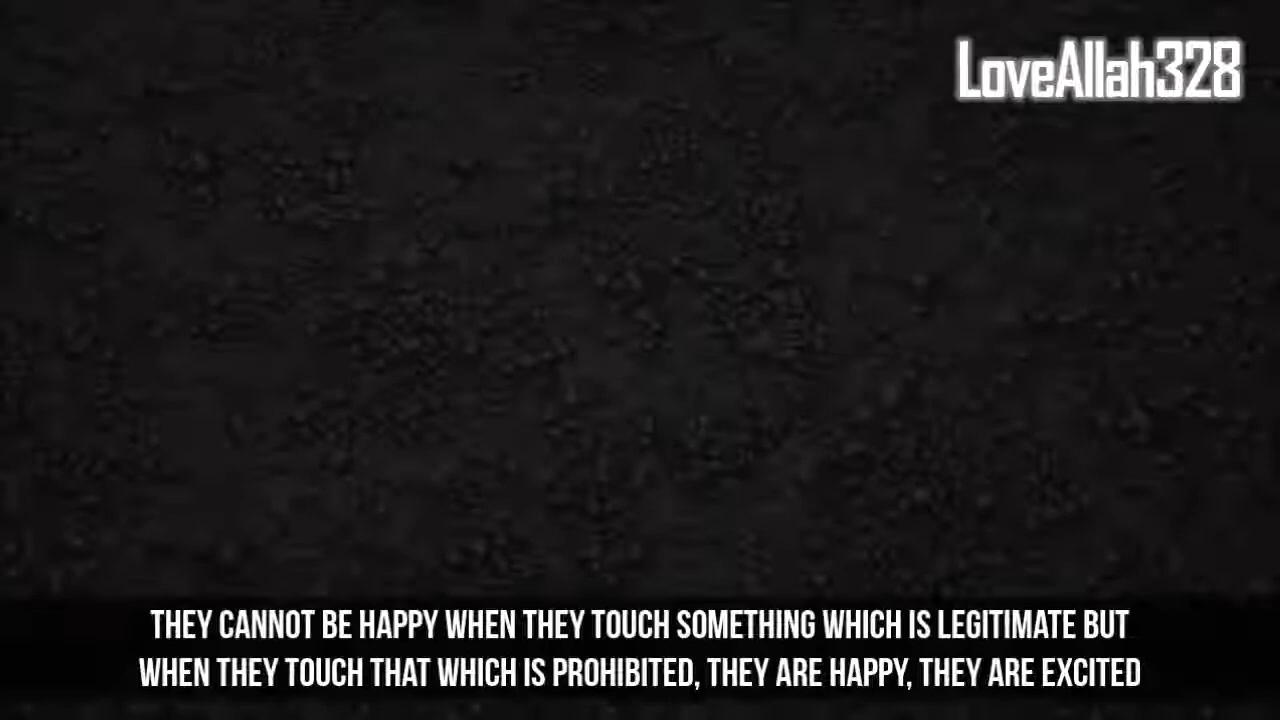 LoveAllah328
THEY CANNOT BE HAPPY WHEN THEY TOUCH SOMETHING WHICH IS LEGITIMATE BUT
WHEN THEY TOUCH THAT WHICH IS PROHIBITED, THEY ARE HAPPY, THEY ARE EXCITED